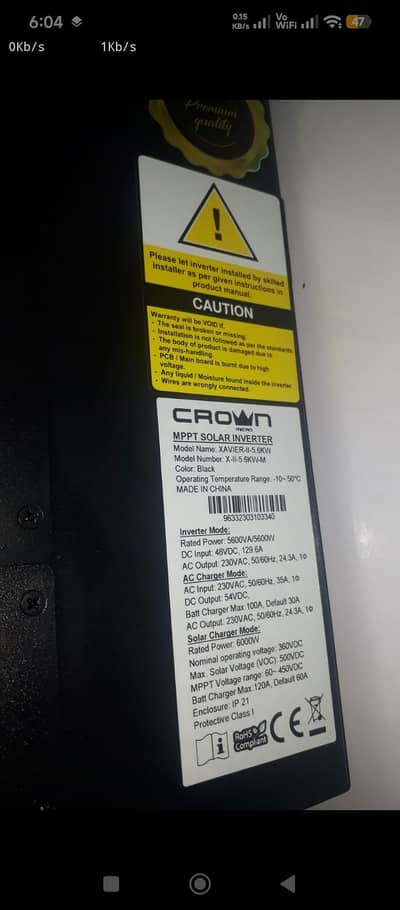 6:04
0.15
KB/s
Vo
WiFi
47
0Kb/s 1Kb/s
Premium
quality
Please let inverter installed by skilled
installer as per given instructions in
product manual.
CAUTION
Warranty will be VOID if,
- The seal is broken or missing.
- Installation is not followed as per the standards.
- The body of product is damaged due to
any mis-handling.
- PCB / Main board is burnt due to high
voltage.
- Any liquid / Moisture found inside the inverter.
- Wires are wrongly connected.
CROWN
MICRO
MPPT SOLAR INVERTER
Model Name: XAVIER-II-5.6KW
Model Number: X-II-5.6KW-M
Color: Black
Operating Temperature Range: -10~ 50°C
MADE IN CHINA
96332303103340
Inverter Mode:
Rated Power: 5600VA/5600W
DC Input: 48VDC, 129.6A
AC Output: 230VAC, 50/60Hz, 24.3A, 1Φ
AC Charger Mode:
AC Input: 230VAC, 50/60Hz, 35A, 1Φ
DC Output: 54VDC,
Batt Charger Max 100A, Default 30A
AC Output: 230VAC, 50/60Hz, 24.3A, 1Φ
Solar Charger Mode:
Rated Power: 6000W
Nominal operating voltage: 360VDC
Max. Solar Voltage (VOC): 500VDC
MPPT Voltage range: 60~ 450VDC
Batt Charger Max.120A, Default 60A
Enclosure: IP 21
Protective Class I
RoHS
Compliant
CE